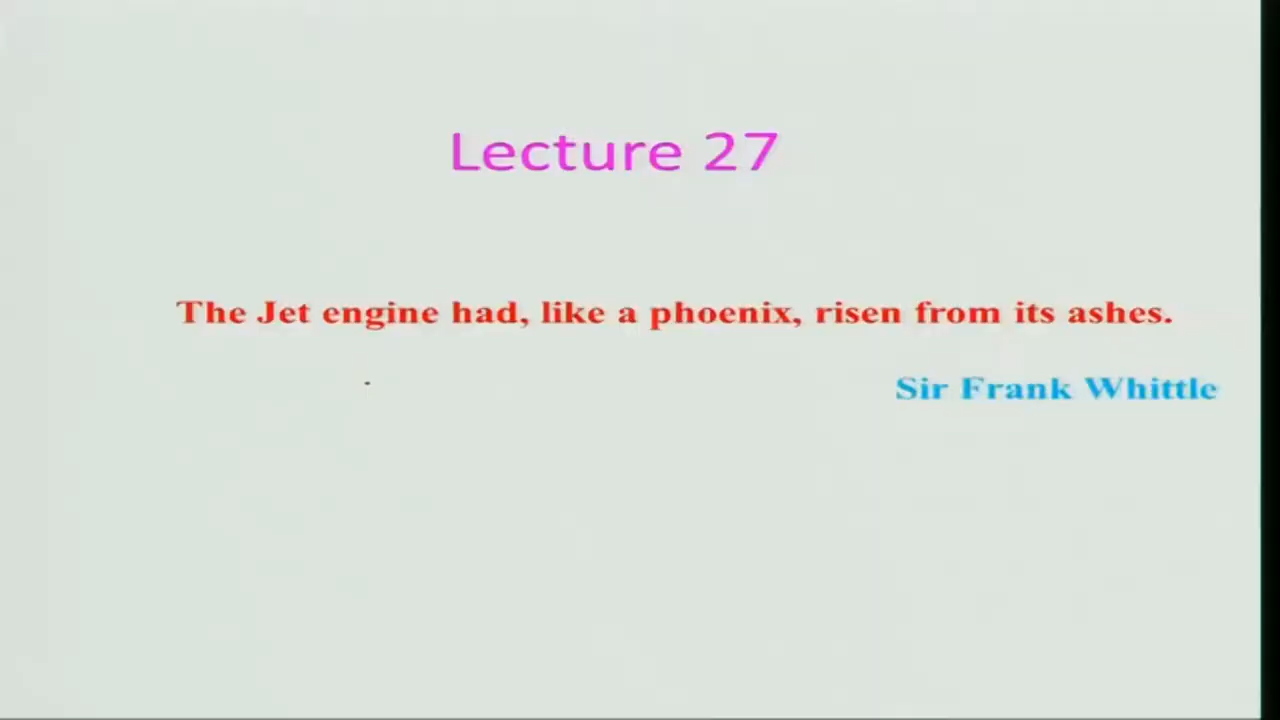 Lecture 27
The Jet engine had, like a phoenix, risen from its ashes.
Sir Frank Whittle